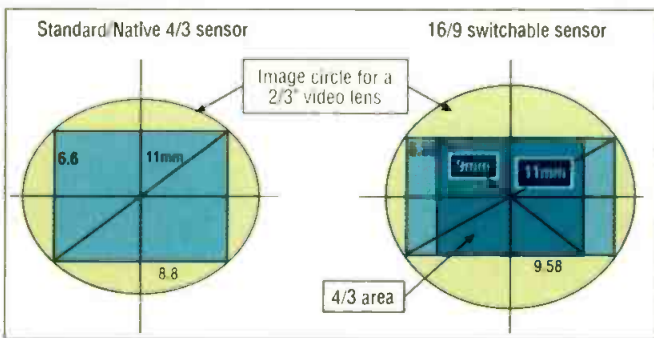 Standard/Native 4/3 sensor
16/9 switchable sensor
Image circle for a
2/3" video lens
6.6
11mm
8.8
9mm
11mm
9.58
4/3 area